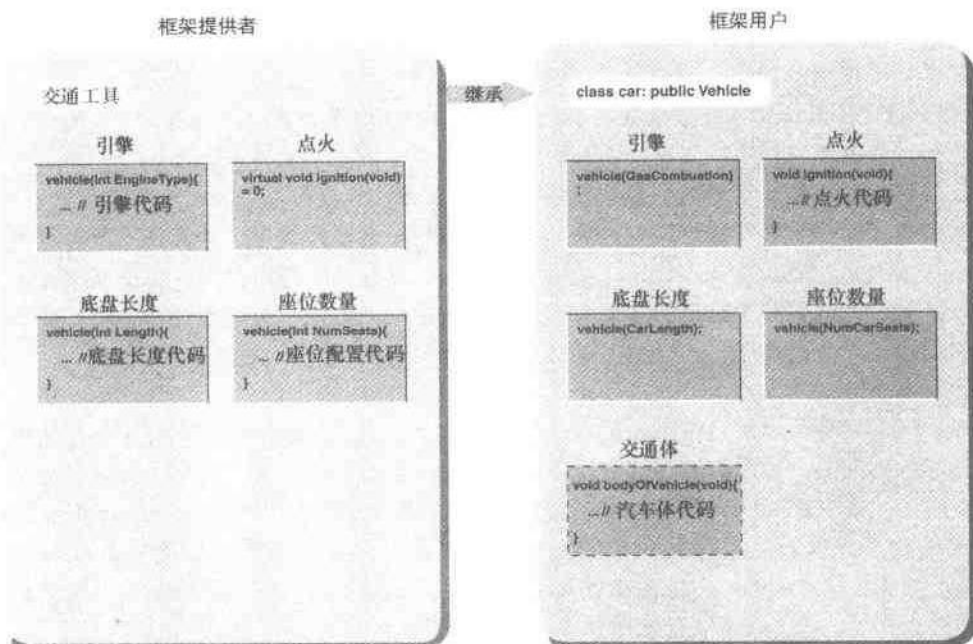 框架提供者
框架用户
交通工具
继承
class car: public Vehicle
引擎
点火
vehicle(int EngineType){
... // 引擎代码
}
virtual void ignition(void)
= 0;
底盘长度
座位数量
vehicle(int Length){
... //底盘长度代码
}
vehicle(int NumSeats){
... //座位配置代码
}
引擎
点火
vehicle(GasCombustion)
;
void ignition(void){
... // 点火代码
}
底盘长度
座位数量
vehicle(CarLength);
vehicle(NumCarSeats);
交通体
void bodyOfVehicle(void){
... // 汽车体代码
}